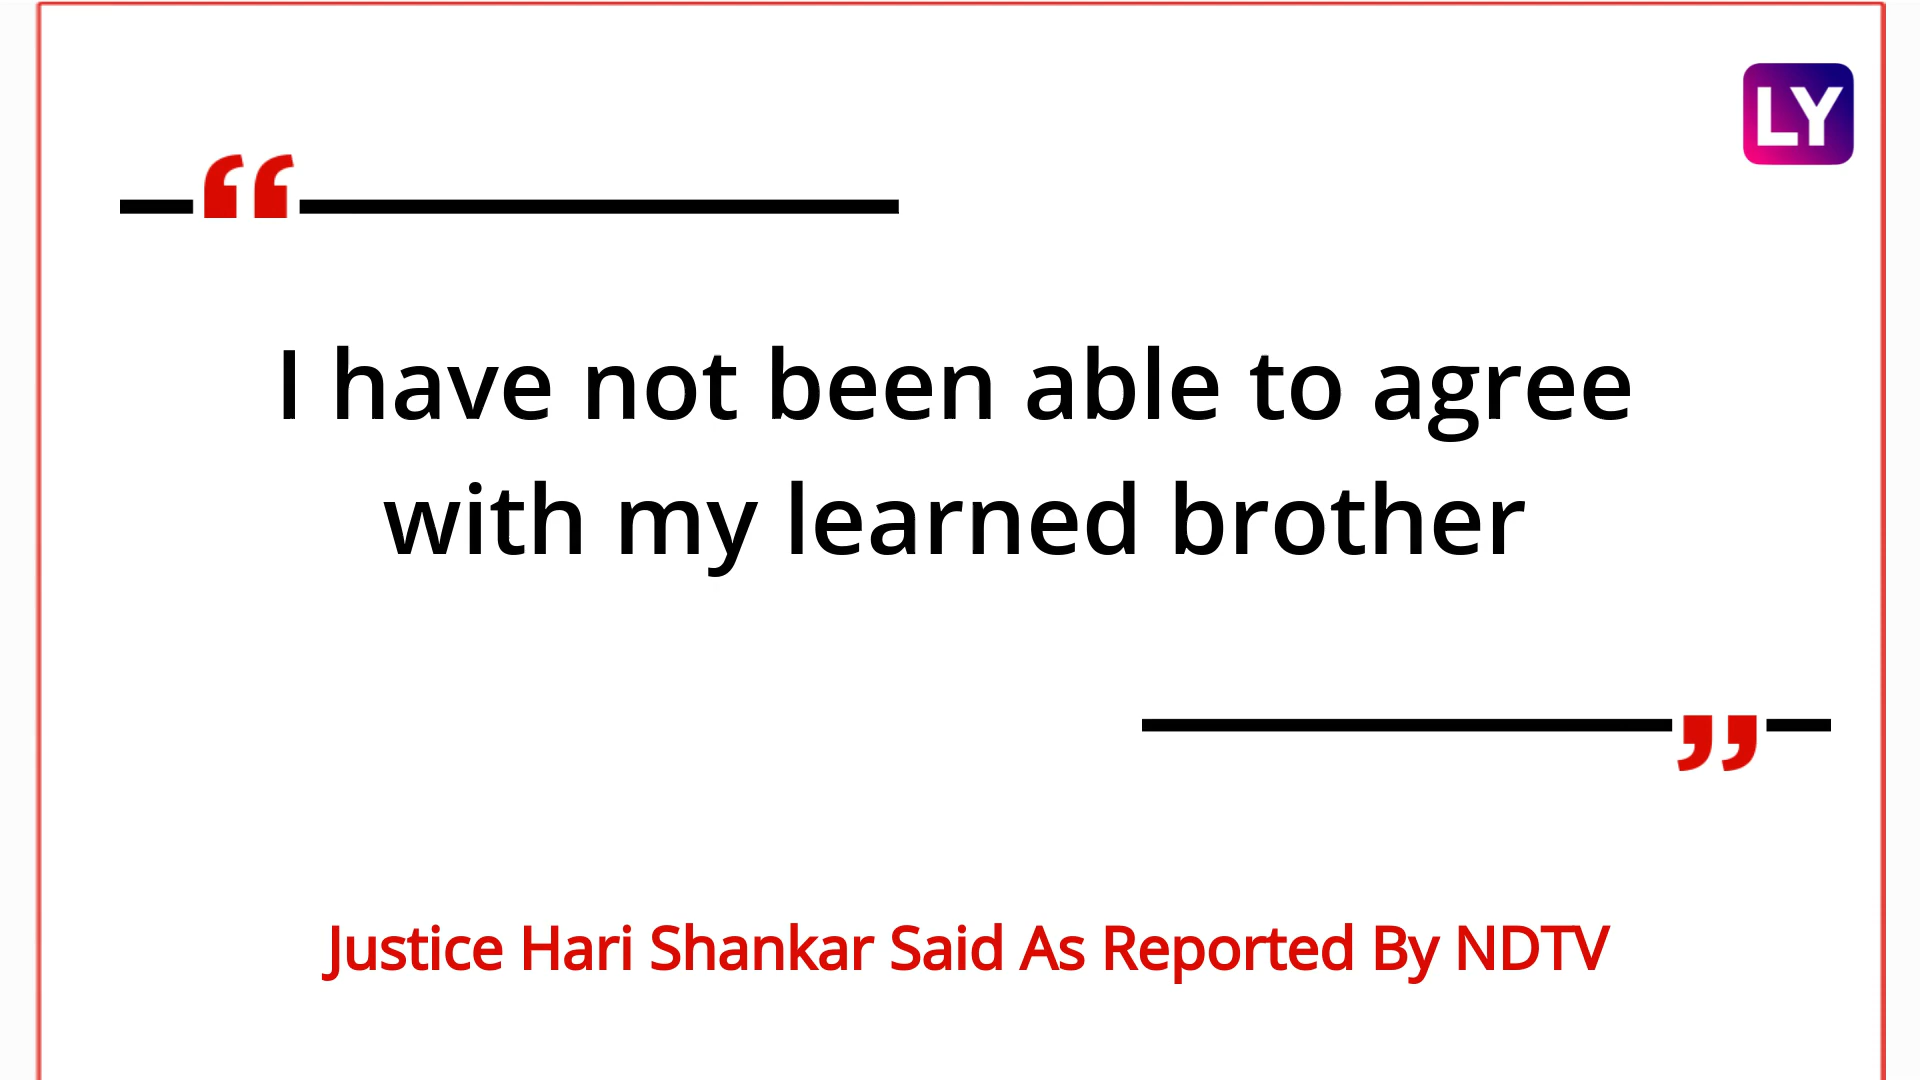 LY
“
I have not been able to agree
with my learned brother
”
Justice Hari Shankar Said As Reported By NDTV